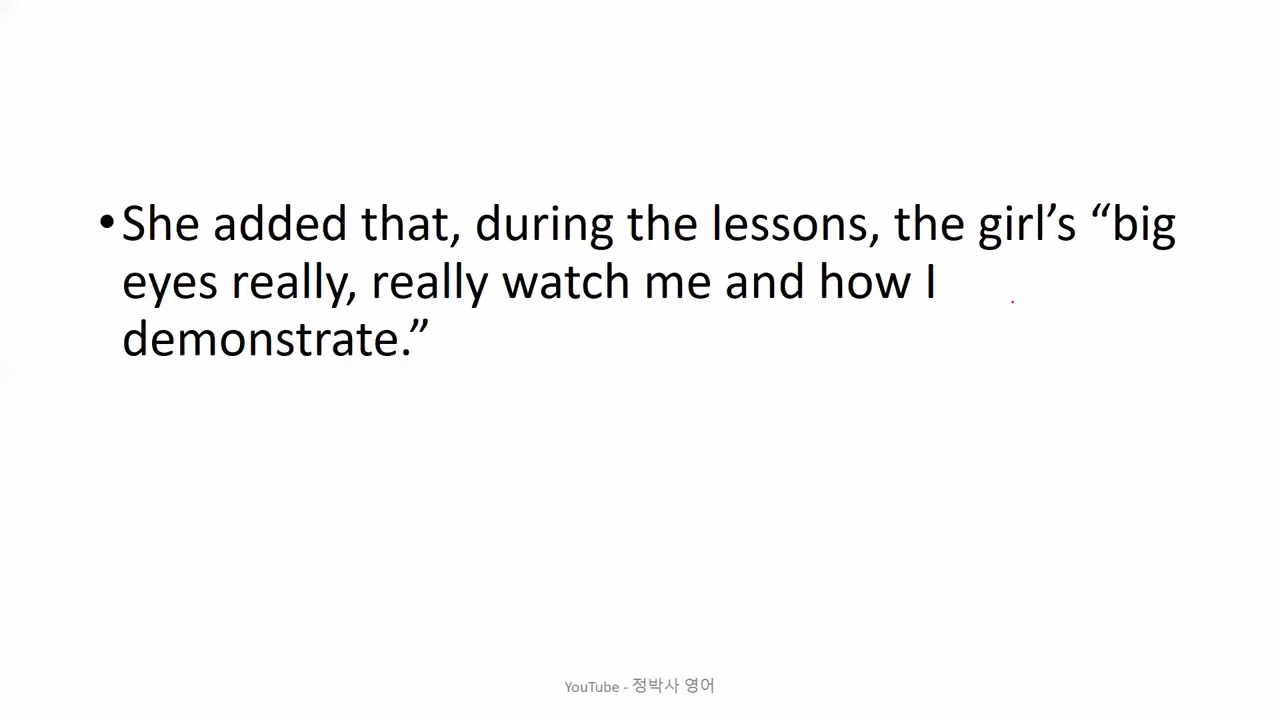 •She added that, during the lessons, the girl’s “big
eyes really, really watch me and how I
demonstrate.”
YouTube - 정박사 영어